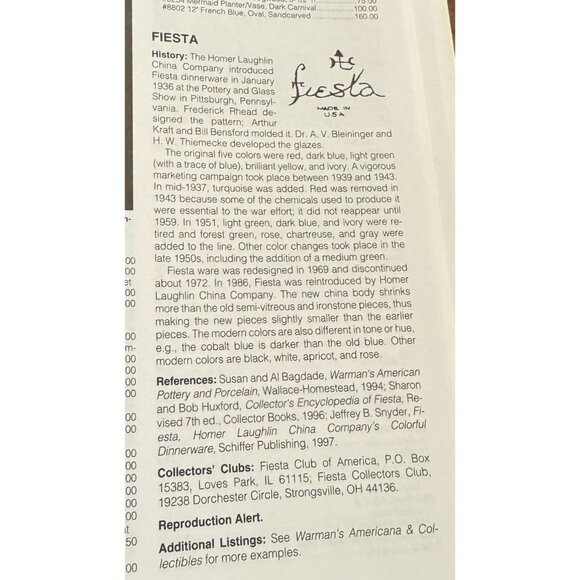 #8802 12" French Blue, Oval, Sandcarved .................. 160.00
Mermaid Planter/Vase, Dark Carnival .............. 100.00
FIESTA
History: The Homer Laughlin
China Company introduced
Fiesta dinnerware in January
1936 at the Pottery and Glass
Show in Pittsburgh, Pennsyl-
vania. Frederick Rhead de-
signed the pattern; Arthur
Kraft and Bill Bensford molded it. Dr. A. V. Bleininger and
H. W. Thiemecke developed the glazes.
fiesta
MADE IN
U.S.A.
The original five colors were red, dark blue, light green
(with a trace of blue), brilliant yellow, and ivory. A vigorous
marketing campaign took place between 1939 and 1943.
In mid-1937, turquoise was added. Red was removed in
1943 because some of the chemicals used to produce it
were essential to the war effort; it did not reappear until
1959. In 1951, light green, dark blue, and ivory were re-
tired and forest green, rose, chartreuse, and gray were
added to the line. Other color changes took place in the
late 1950s, including the addition of a medium green.
Fiesta ware was redesigned in 1969 and discontinued
about 1972. In 1986, Fiesta was reintroduced by Homer
Laughlin China Company. The new china body shrinks
more than the old semi-vitreous and ironstone pieces, thus
making the new pieces slightly smaller than the earlier
pieces. The modern colors are also different in tone or hue,
e.g., the cobalt blue is darker than the old blue. Other
modern colors are black, white, apricot, and rose.
References: Susan and Al Bagdade, Warman's American
Pottery and Porcelain, Wallace-Homestead, 1994; Sharon
and Bob Huxford, Collector's Encyclopedia of Fiesta, Re-
vised 7th ed., Collector Books, 1996; Jeffrey B. Snyder, Fi-
esta, Homer Laughlin China Company's Colorful
Dinnerware, Schiffer Publishing, 1997.
Collectors' Clubs: Fiesta Club of America, P.O. Box
15383, Loves Park, IL 61115; Fiesta Collectors Club,
19238 Dorchester Circle, Strongsville, OH 44136.
Reproduction Alert.
Additional Listings: See Warman's Americana & Col-
lectibles for more examples.